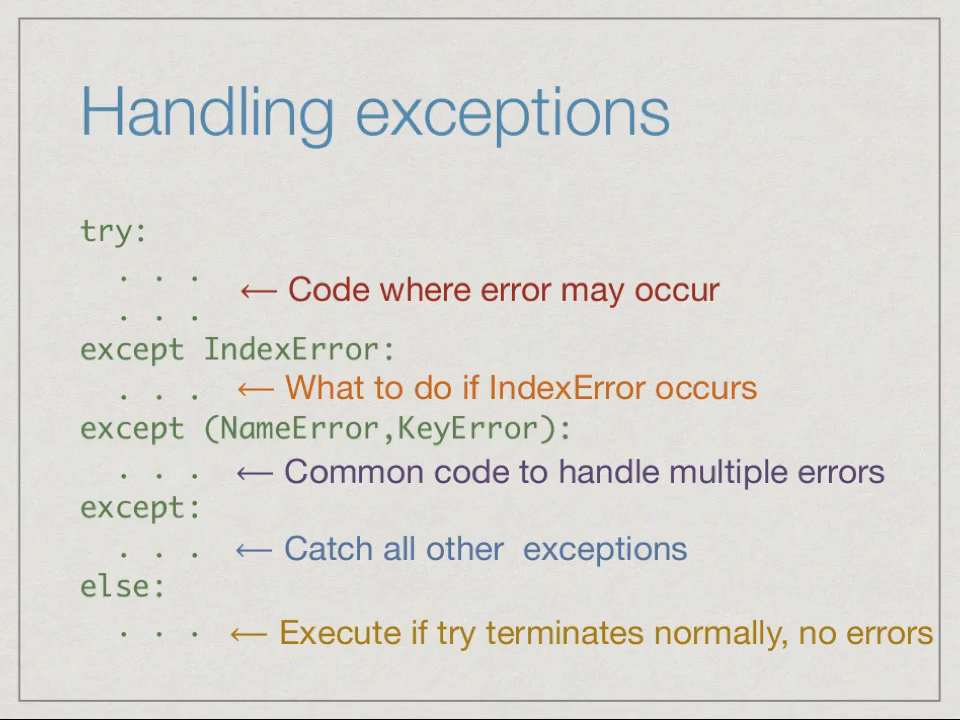 Handling exceptions
try:
. . .
← Code where error may occur
. . .
except IndexError:
. . . ← What to do if IndexError occurs
except (NameError,KeyError):
. . . ← Common code to handle multiple errors
except:
. . . ← Catch all other exceptions
else:
. . . ← Execute if try terminates normally, no errors